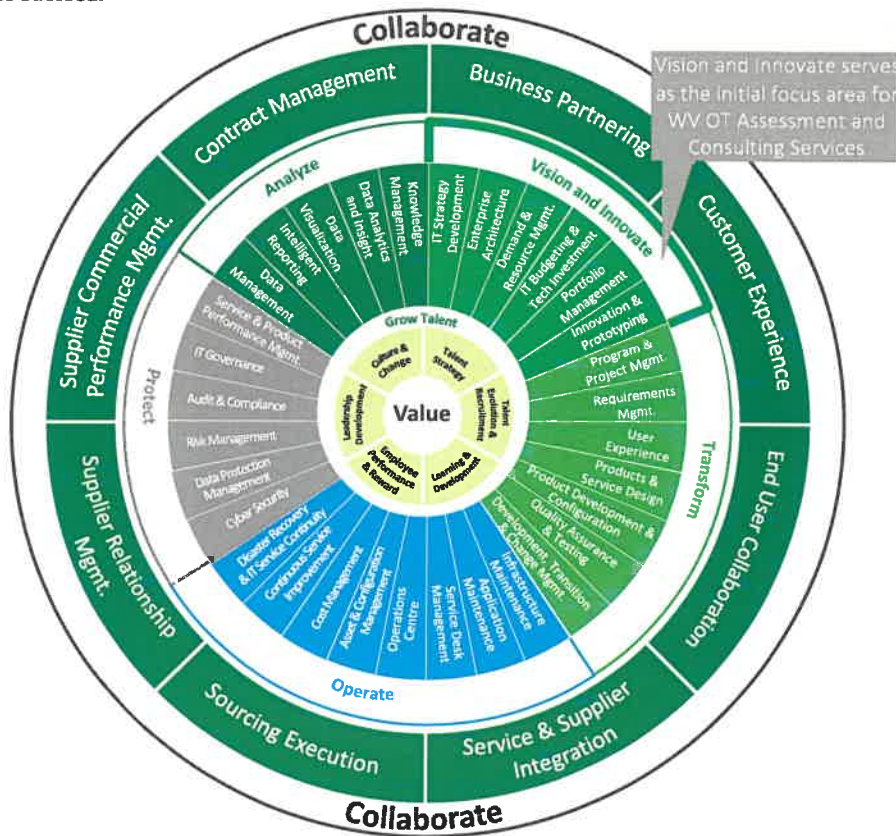 Collaborate
Contract Management
Business Partnering
Vision and Innovate serves
as the initial focus area for
WV OT Assessment and
Consulting Services
Customer Experience
End User Collaboration
Service & Supplier
Integration
Sourcing Execution
Supplier Relationship
Mgmt.
Supplier Commercial
Performance Mgmt.
Collaborate
Analyze
Data
Management
Intelligent
Reporting
Data
Visualization
Data Analytics
and Insight
Knowledge
Management
Vision and Innovate
IT Strategy
Development
Enterprise
Architecture
Demand &
Resource Mgmt.
IT Budgeting &
Tech Investment
Portfolio
Management
Innovation &
Prototyping
Transform
Program &
Project Mgmt
Requirements
Mgmt.
User
Experience
Products &
Service Design
Product Development &
Configuration
Quality Assurance
& Testing
Development, Transition
& Change Mgmt
Operate
Infrastructure
Maintenance
Application
Maintenance
Service Desk
Management
Operations
Centre
Asset & Configuration
Management
Cost Management
Continuous Service
Improvement
Disaster Recovery
& IT Service Continuity
Protect
Cyber Security
Data Protection
Management
Risk Management
Audit & Compliance
IT Governance
Service & Product
Performance Mgmt.
Grow Talent
Culture &
Change
Talent
Strategy
Talent
Evolution &
Recruitment
Learning &
Development
Employee
Performance
& Reward
Leadership
Development
Value